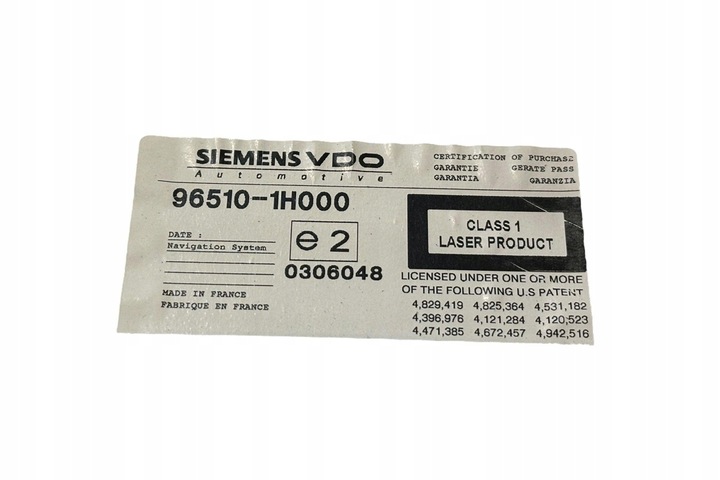 SIEMENS VDO
Automotive
96510-1H000
DATE :
Navigation System
e2
0306048
MADE IN FRANCE
FABRIQUE EN FRANCE
CERTIFICATION OF PURCHASE
GARANTIE GERATE PASS
GARANTIA GARANZIA
CLASS 1
LASER PRODUCT
LICENSED UNDER ONE OR MORE
OF THE FOLLOWING U.S PATENT
4,829,419 4,825,364 4,531,182
4,396,976 4,121,284 4,120,523
4,471,385 4,672,457 4,942,516